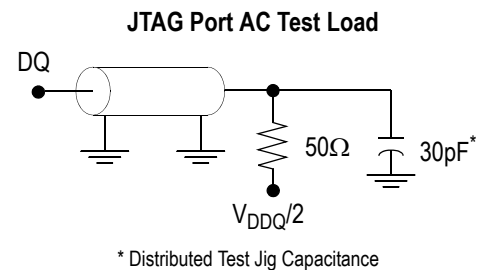 JTAG Port AC Test Load
DQ
50Ω
30pF*
VDDQ/2
* Distributed Test Jig Capacitance